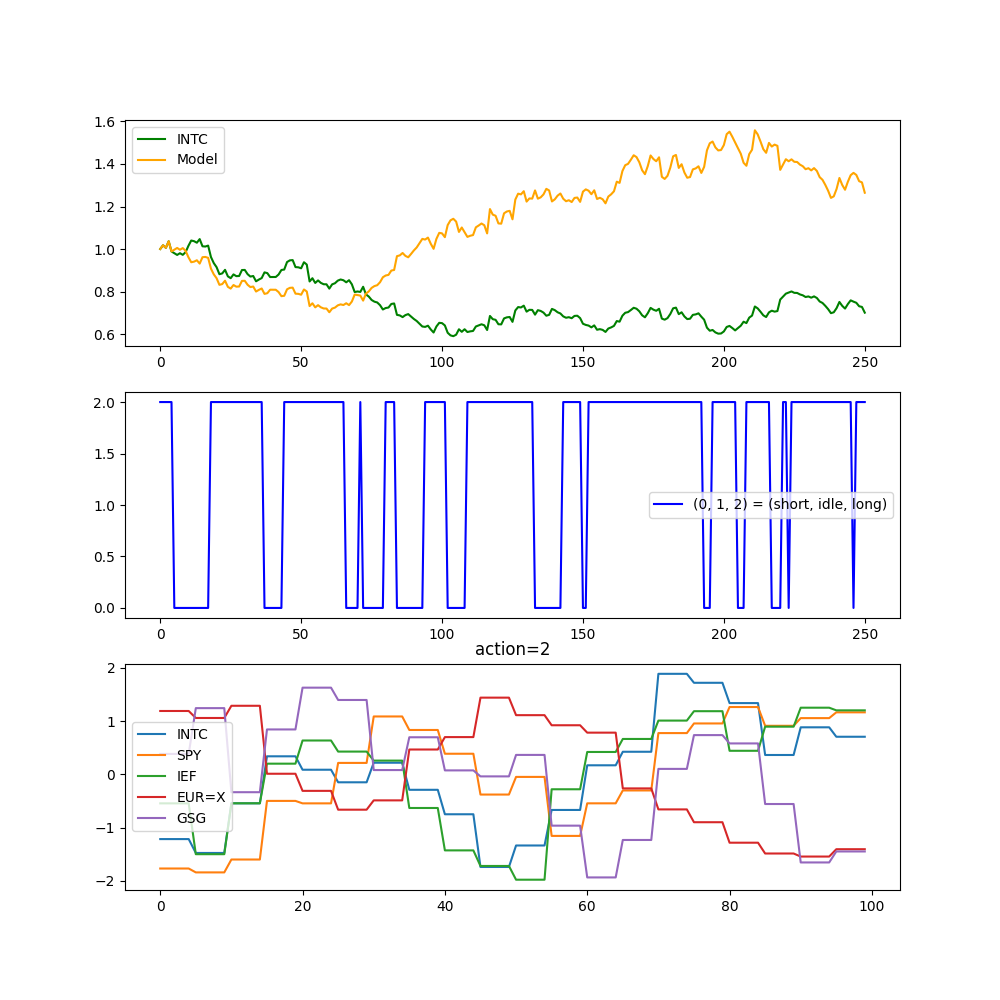 1.6
1.4
1.2
1.0
0.8
0.6
INTC
Model
0 50 100 150 200 250
2.0
1.5
1.0
0.5
0.0
(0, 1, 2) = (short, idle, long)
0 50 100 150 200 250
action=2
2
1
0
−1
−2
INTC
SPY
IEF
EUR=X
GSG
0 20 40 60 80 100